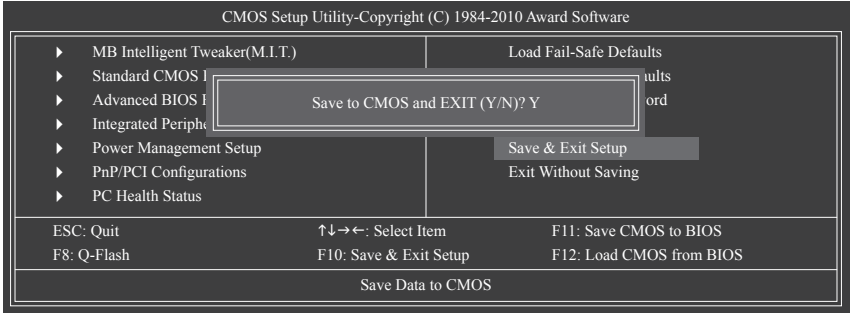 CMOS Setup Utility-Copyright (C) 1984-2010 Award Software
MB Intelligent Tweaker(M.I.T.)
Load Fail-Safe Defaults
Standard CMOS
Advanced BIOS
Integrated
Save to CMOS and EXIT (Y/N)? Y
Power Management Setup
Save & Exit Setup
PnP/PCI Configurations
Exit Without Saving
PC Health Status
ESC: Quit
↑↓→←: Select Item
F11: Save CMOS to BIOS
F8: Q-Flash
F10: Save & Exit Setup
F12: Load CMOS from BIOS
Save Data to CMOS